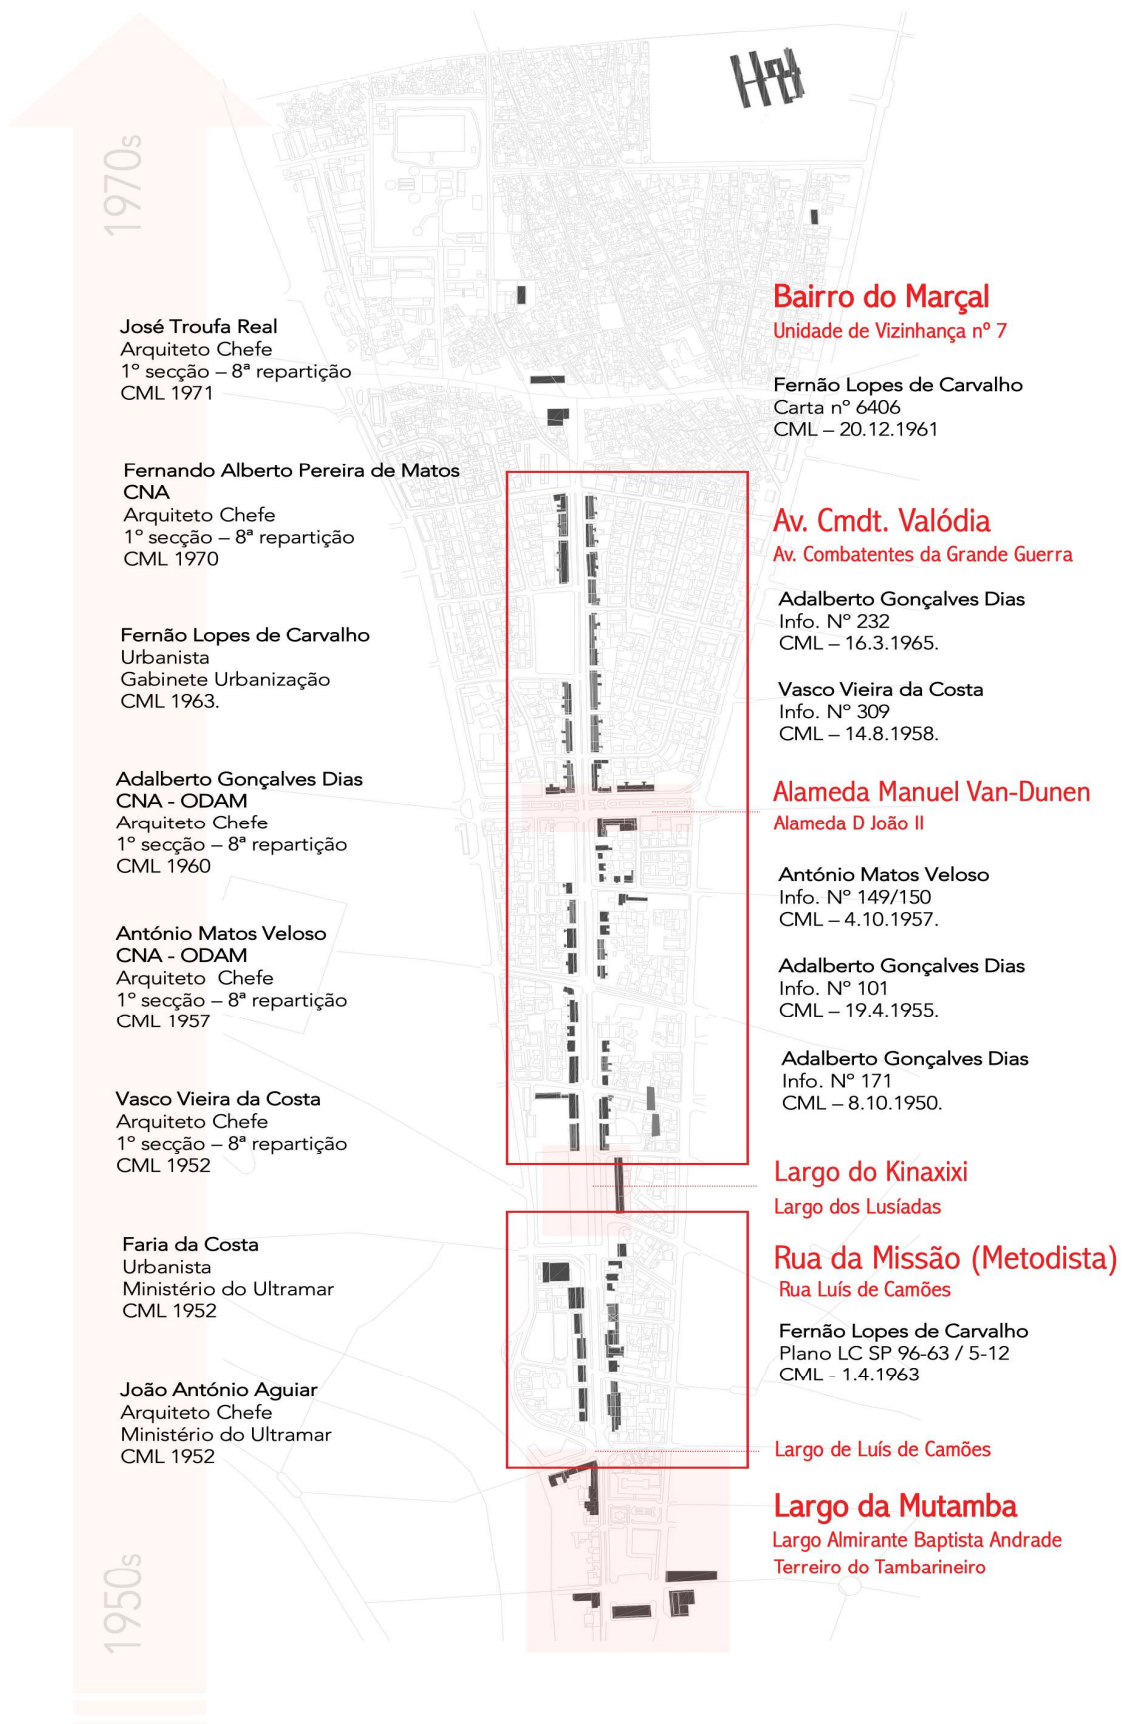 1970s
José Troufa Real
Arquiteto Chefe
1º secção – 8ª repartição
CML 1971
Fernando Alberto Pereira de Matos
CNA
Arquiteto Chefe
1º secção – 8ª repartição
CML 1970
Fernão Lopes de Carvalho
Urbanista
Gabinete Urbanização
CML 1963.
Adalberto Gonçalves Dias
CNA - ODAM
Arquiteto Chefe
1º secção – 8ª repartição
CML 1960
António Matos Veloso
CNA - ODAM
Arquiteto Chefe
1º secção – 8ª repartição
CML 1957
Vasco Vieira da Costa
Arquiteto Chefe
1º secção – 8ª repartição
CML 1952
Faria da Costa
Urbanista
Ministério do Ultramar
CML 1952
João António Aguiar
Arquiteto Chefe
Ministério do Ultramar
CML 1952
1950s
Bairro do Marçal
Unidade de Vizinhança nº 7
Fernão Lopes de Carvalho
Carta nº 6406
CML – 20.12.1961
Av. Cmdt. Valódia
Av. Combatentes da Grande Guerra
Adalberto Gonçalves Dias
Info. Nº 232
CML – 16.3.1965.
Vasco Vieira da Costa
Info. Nº 309
CML – 14.8.1958.
Alameda Manuel Van-Dunen
Alameda D João II
António Matos Veloso
Info. Nº 149/150
CML – 4.10.1957.
Adalberto Gonçalves Dias
Info. Nº 101
CML – 19.4.1955.
Adalberto Gonçalves Dias
Info. Nº 171
CML – 8.10.1950.
Largo do Kinaxixi
Largo dos Lusíadas
Rua da Missão (Metodista)
Rua Luís de Camões
Fernão Lopes de Carvalho
Plano LC SP 96-63 / 5-12
CML - 1.4.1963
Largo de Luís de Camões
Largo da Mutamba
Largo Almirante Baptista Andrade
Terreiro do Tambarineiro